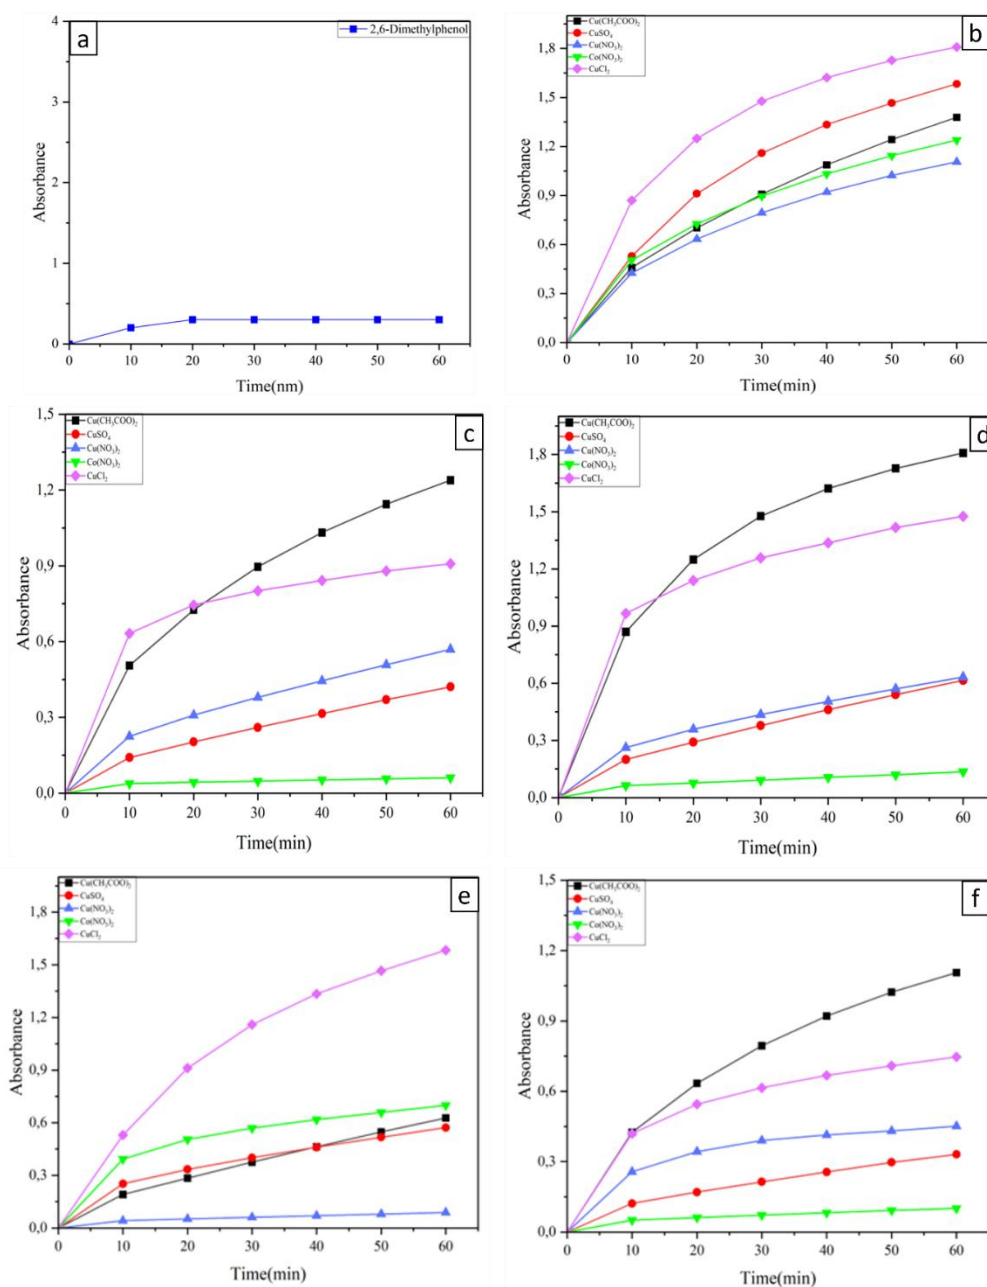 a
2,6-Dimethylphenol
4
3
2
1
0
Absorbance
0 10 20 30 40 50 60
Time(nm)
b
Cu(CH3COO)2
CuSO4
Cu(NO3)2
Co(NO3)2
CuCl2
1,8
1,5
1,2
0,9
0,6
0,3
0,0
Absorbance
0 10 20 30 40 50 60
Time(min)
c
Cu(CH3COO)2
CuSO4
Cu(NO3)2
Co(NO3)2
CuCl2
1,5
1,2
0,9
0,6
0,3
0,0
Absorbance
0 10 20 30 40 50 60
Time(min)
d
Cu(CH3COO)2
CuSO4
Cu(NO3)2
Co(NO3)2
CuCl2
1,8
1,5
1,2
0,9
0,6
0,3
0,0
Absorbance
0 10 20 30 40 50 60
Time(min)
e
Cu(CH3COO)2
CuSO4
Cu(NO3)2
Co(NO3)2
CuCl2
1,8
1,5
1,2
0,9
0,6
0,3
0,0
Absorbance
0 10 20 30 40 50 60
Time(min)
f
Cu(CH3COO)2
CuSO4
Cu(NO3)2
Co(NO3)2
CuCl2
1,5
1,2
0,9
0,6
0,3
0,0
Absorbance
0 10 20 30 40 50 60
Time(min)